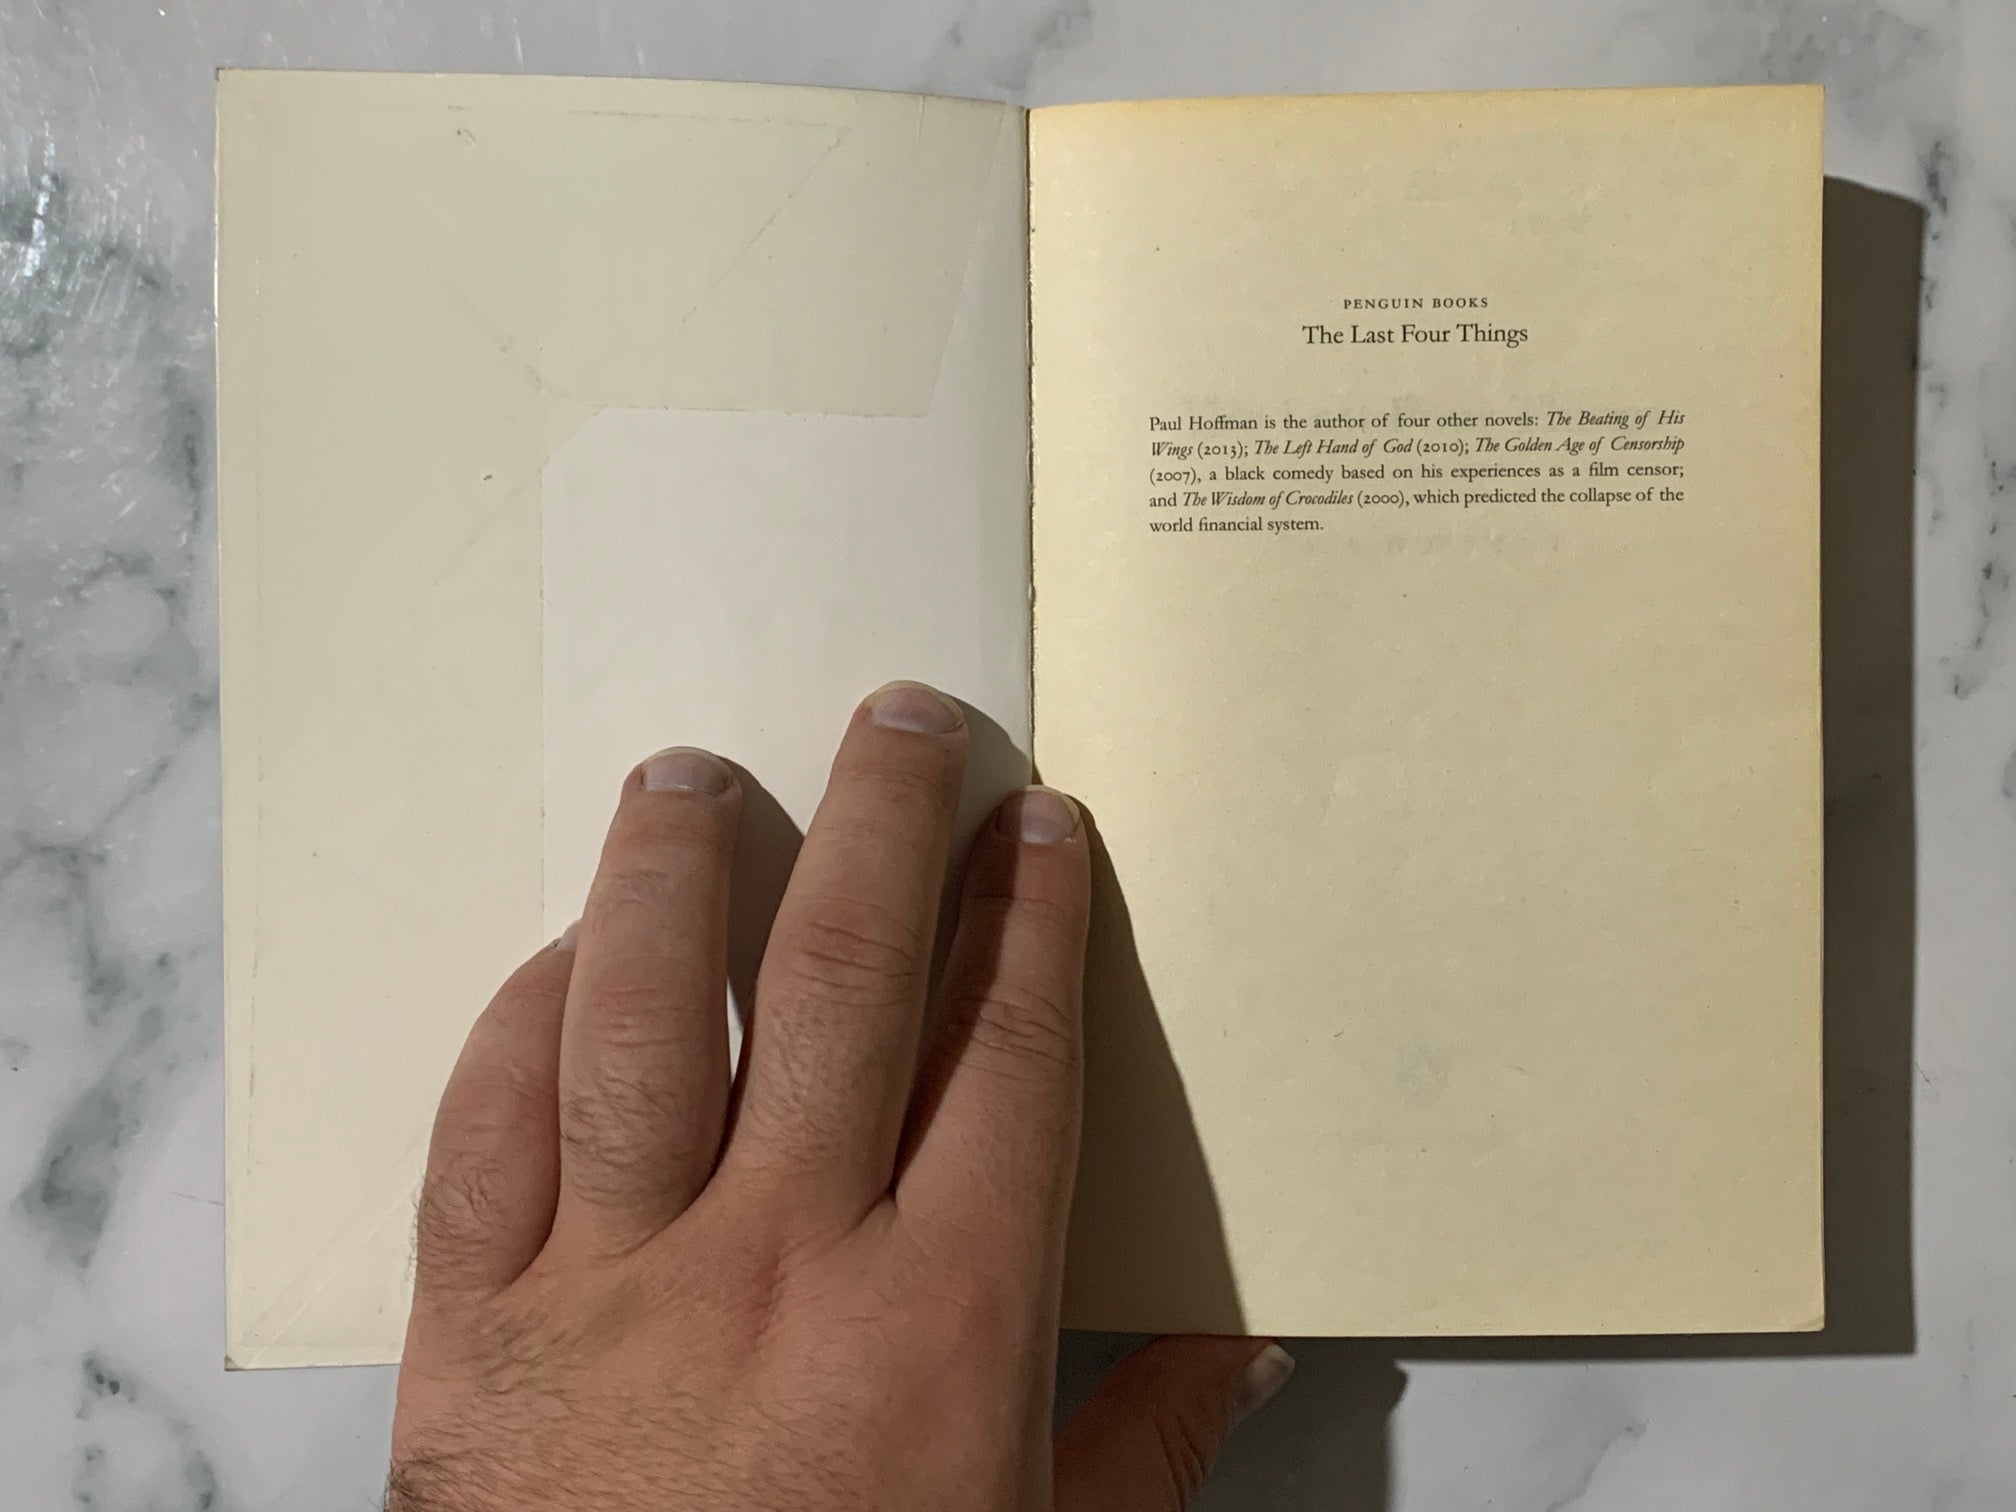 PENGUIN BOOKS
The Last Four Things
Paul Hoffman is the author of four other novels: The Beating of His
Wings (2013); The Left Hand of God (2010); The Golden Age of Censorship
(2007), a black comedy based on his experiences as a film censor;
and The Wisdom of Crocodiles (2000), which predicted the collapse of the
world financial system.